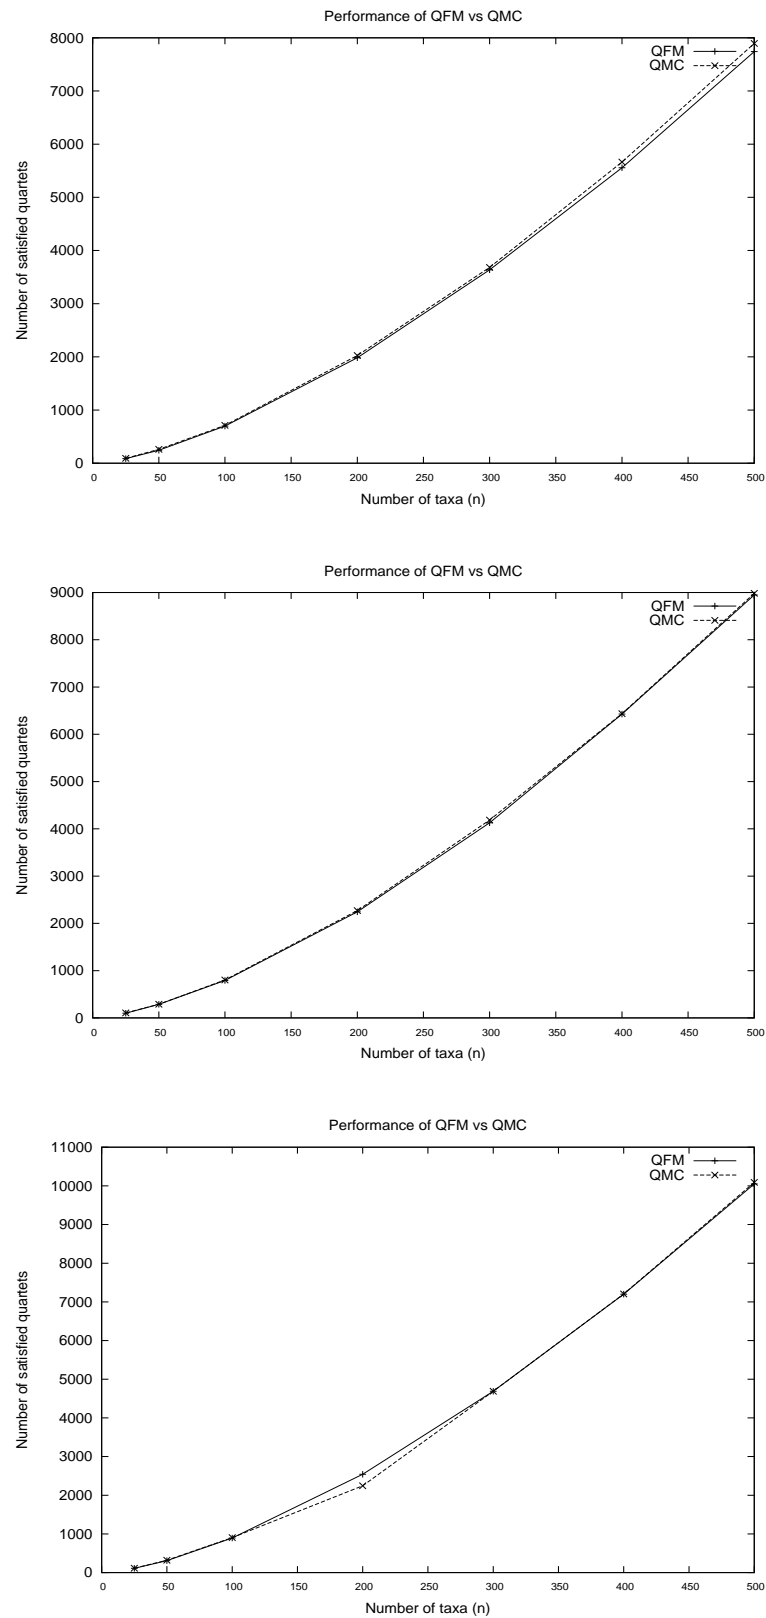 Performance of QFM vs QMC
8000
7000
6000
5000
4000
3000
2000
1000
0
Number of satisfied quartets
QFM
QMC
0 50 100 150 200 250 300 350 400 450 500
Number of taxa (n)
Performance of QFM vs QMC
9000
8000
7000
6000
5000
4000
3000
2000
1000
0
Number of satisfied quartets
QFM
QMC
0 50 100 150 200 250 300 350 400 450 500
Number of taxa (n)
Performance of QFM vs QMC
11000
10000
9000
8000
7000
6000
5000
4000
3000
2000
1000
0
Number of satisfied quartets
QFM
QMC
0 50 100 150 200 250 300 350 400 450 500
Number of taxa (n)